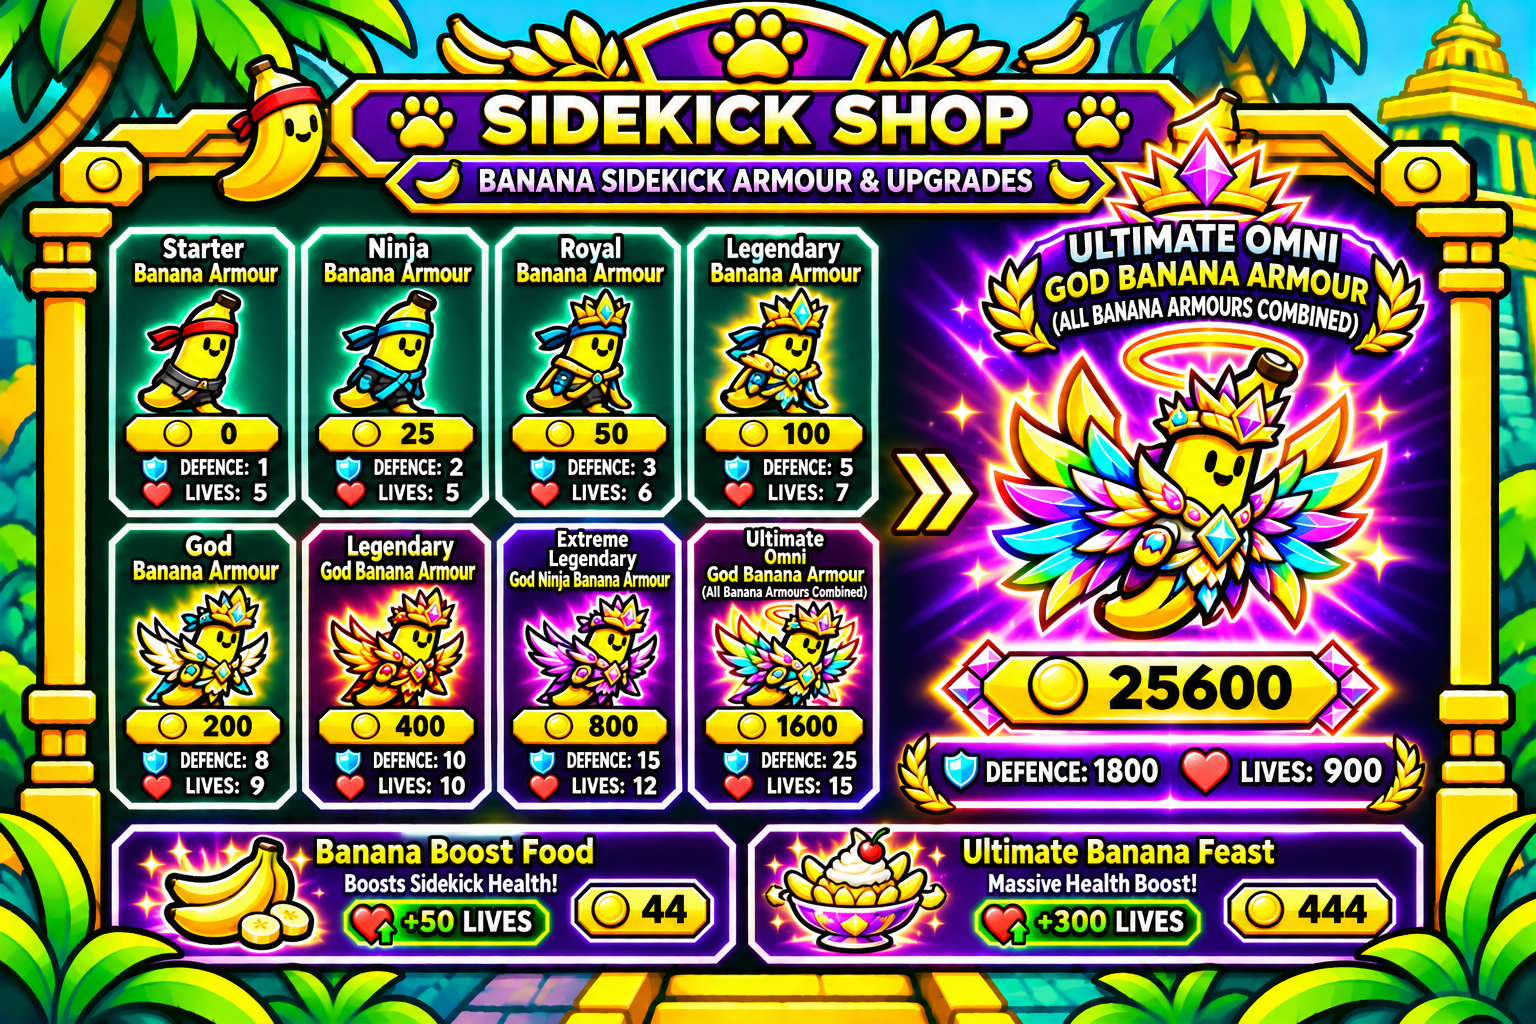 SIDEKICK SHOP
BANANA SIDEKICK ARMOUR & UPGRADES
Starter
Banana Armour
0
DEFENCE: 1
LIVES: 5
Ninja
Banana Armour
25
DEFENCE: 2
LIVES: 5
Royal
Banana Armour
50
DEFENCE: 3
LIVES: 6
Legendary
Banana Armour
100
DEFENCE: 5
LIVES: 7
God
Banana Armour
200
DEFENCE: 8
LIVES: 9
Legendary
God Banana Armour
400
DEFENCE: 10
LIVES: 10
Extreme
Legendary
God Ninja Banana Armour
800
DEFENCE: 15
LIVES: 12
Ultimate
Omni
God Banana Armour
(All Banana Armours Combined)
1600
DEFENCE: 25
LIVES: 15
ULTIMATE OMNI
GOD BANANA ARMOUR
(ALL BANANA ARMOURS COMBINED)
25600
DEFENCE: 1800
LIVES: 900
Banana Boost Food
Boosts Sidekick Health!
+50 LIVES
44
Ultimate Banana Feast
Massive Health Boost!
+300 LIVES
444